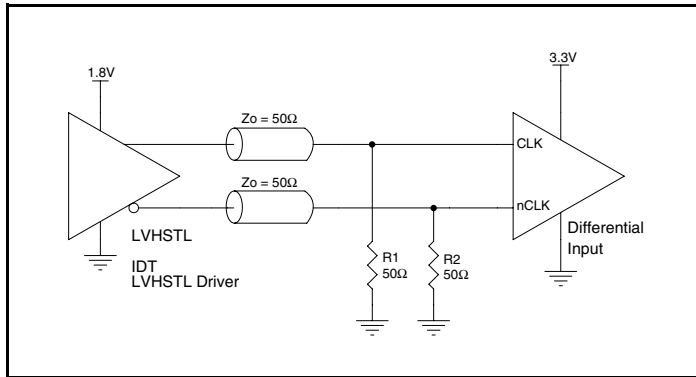 1.8V
3.3V
Zo = 50Ω
CLK
Zo = 50Ω
nCLK
LVHSTL
IDT
LVHSTL Driver
R1
50Ω
R2
50Ω
Differential
Input